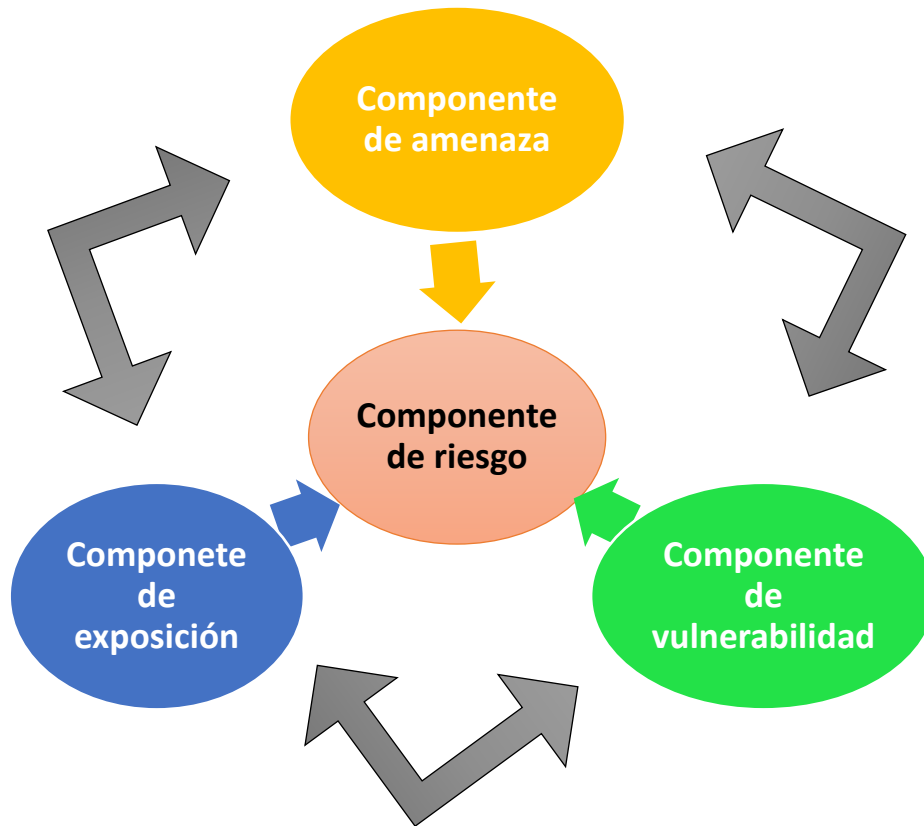 Componente
de amenaza
Componente
de riesgo
Componete
de
exposición
Componente
de
vulnerabilidad